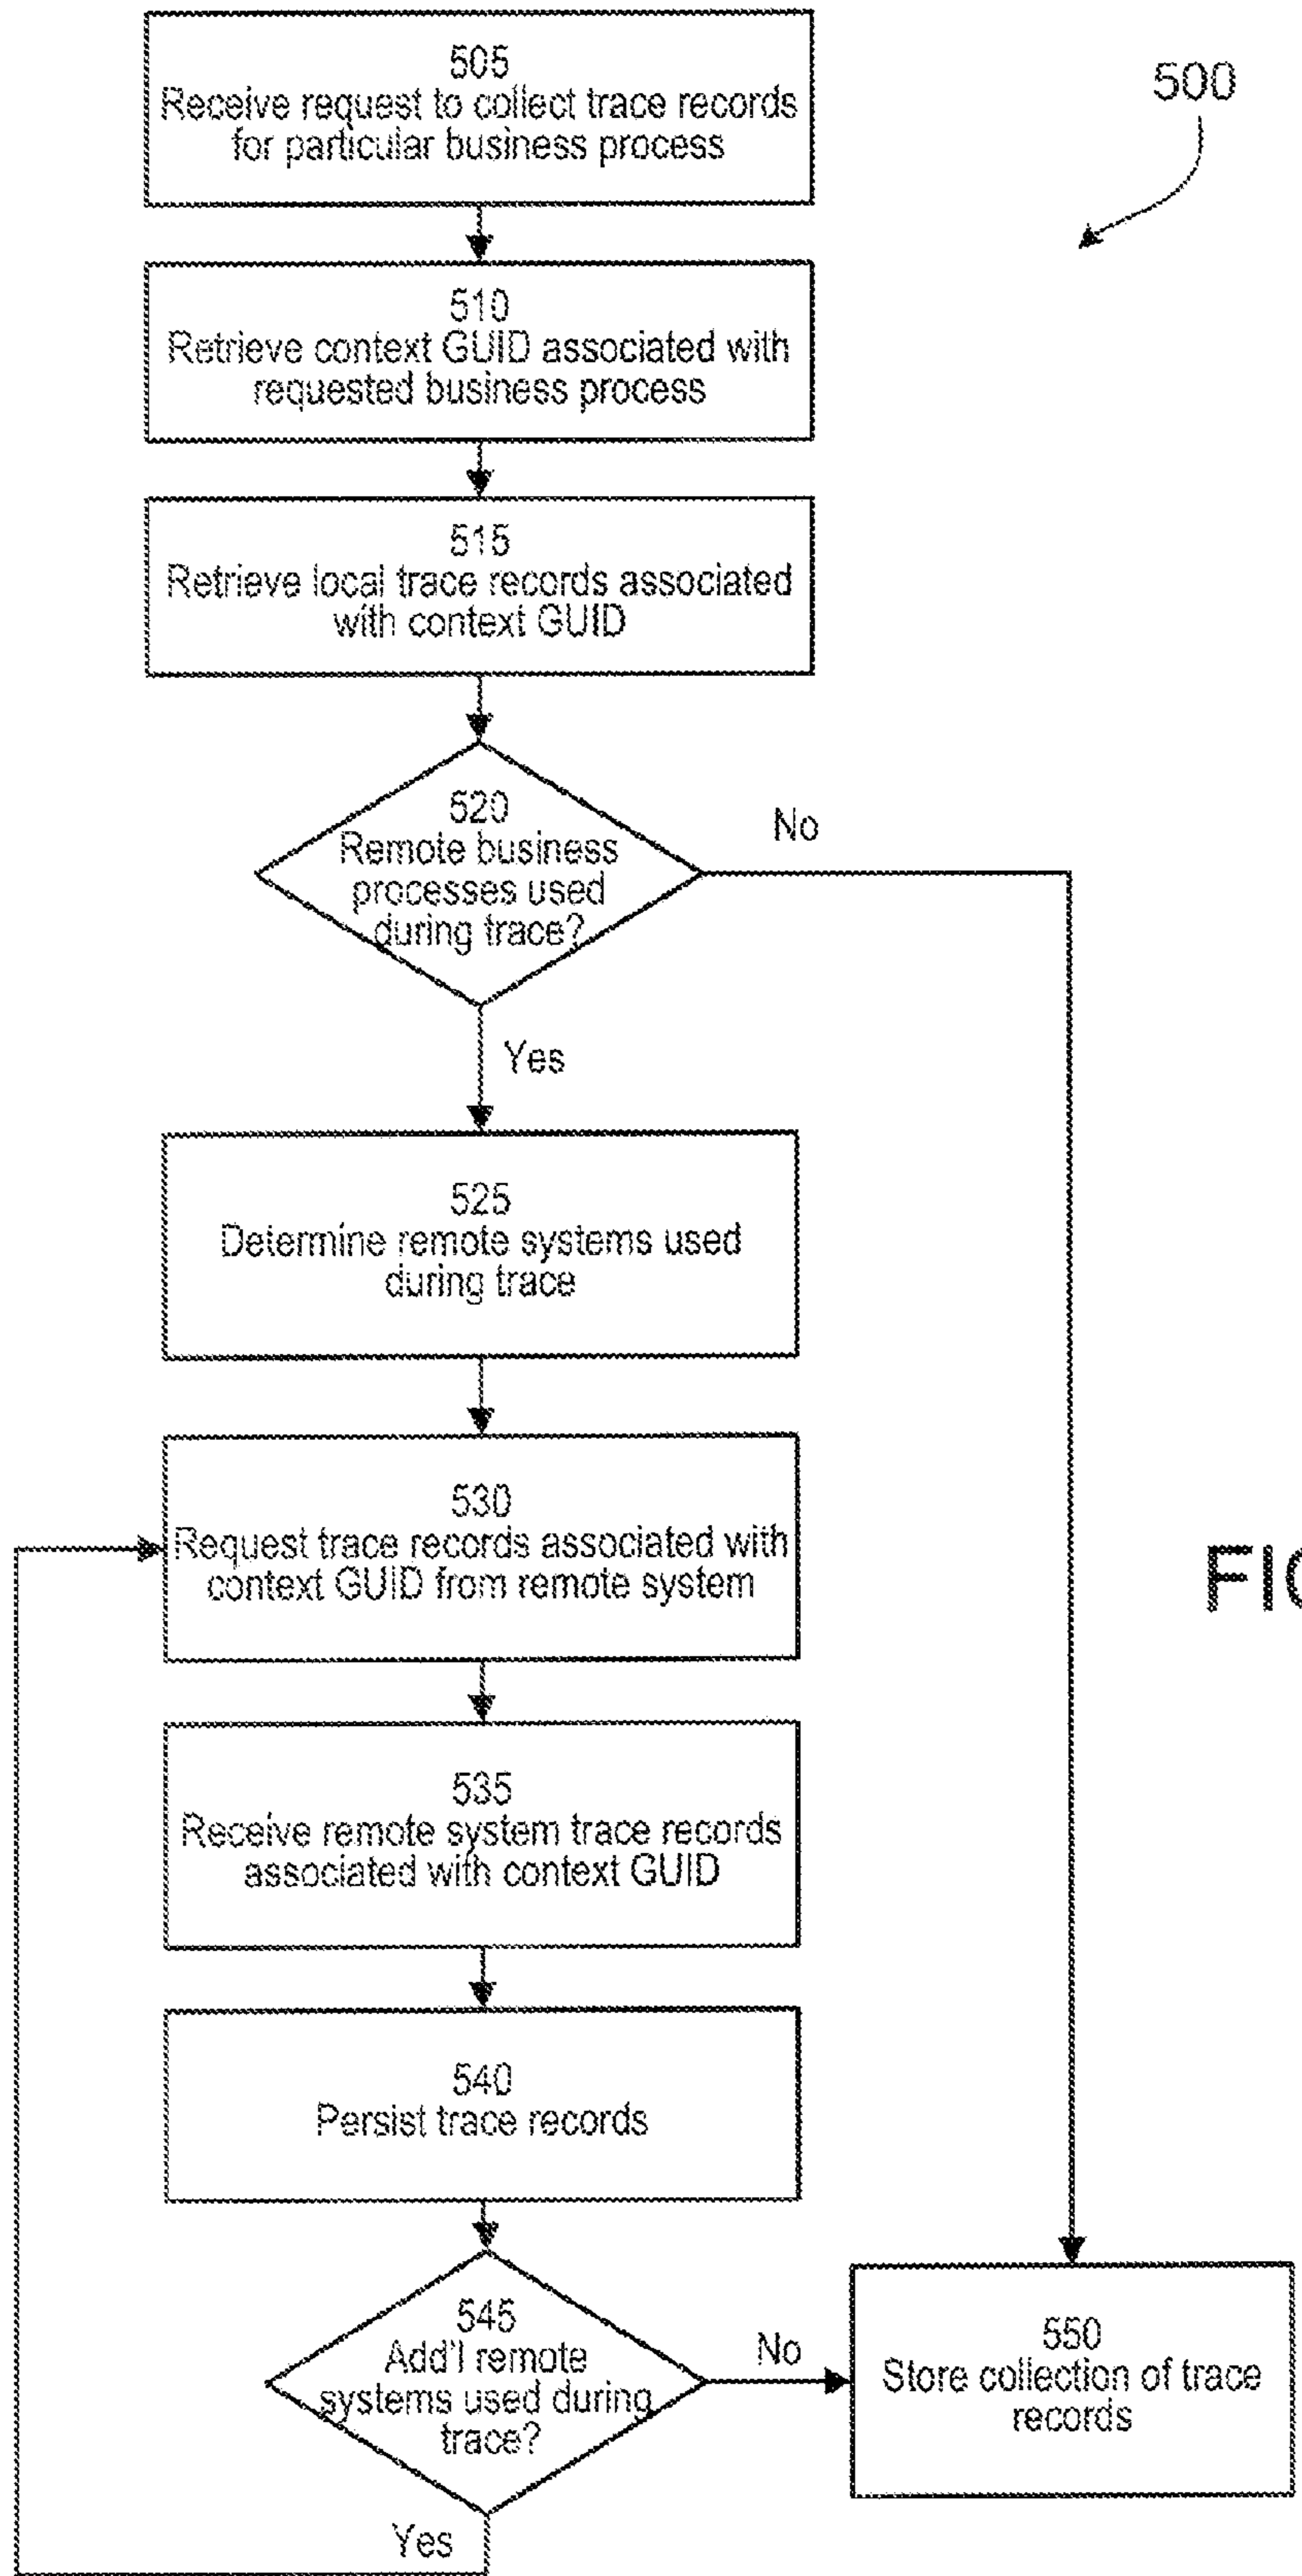 500
505
Receive request to collect trace records
for particular business process
510
Retrieve context GUID associated with
requested business process
515
Retrieve local trace records associated
with context GUID
520
Remote business
processes used
during trace?
No
Yes
525
Determine remote systems used
during trace
530
Request trace records associated with
context GUID from remote system
FIG
535
Receive remote system trace records
associated with context GUID
540
Persist trace records
545
Add'l remote
systems used during
trace?
No
Yes
550
Store collection of trace
records